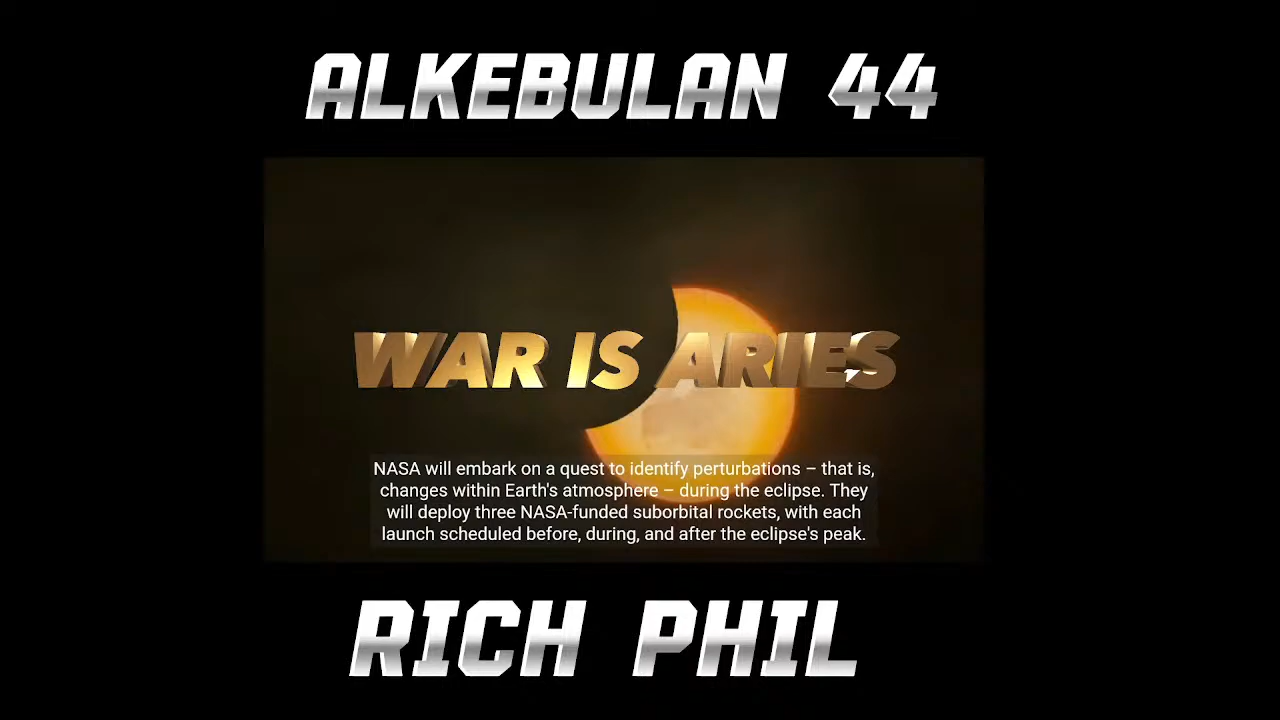 ALKEBULAN 44
WAR IS ARIES
NASA will embark on a quest to identify perturbations – that is,
changes within Earth's atmosphere – during the eclipse. They
will deploy three NASA-funded suborbital rockets, with each
launch scheduled before, during, and after the eclipse's peak.
RICH PHIL